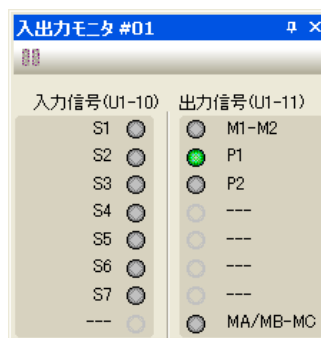 入出力モニタ #01
入力信号(U1-10) 出力信号(U1-11)
S1 M1-M2
S2 P1
S3 P2
S4 ---
S5 ---
S6 ---
S7 ---
--- MA/MB-MC